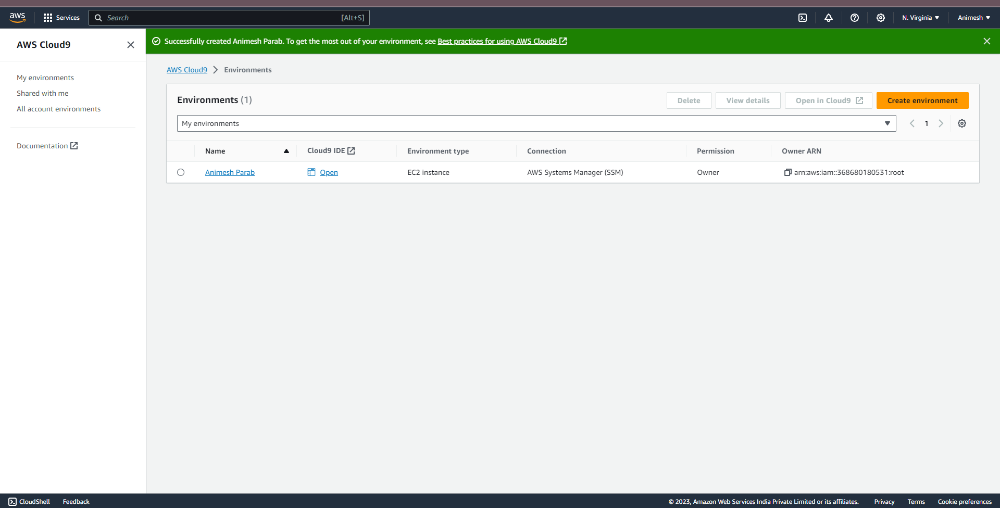 aws
Services
Search
[Alt+S]
N. Virginia
Animesh
AWS Cloud9
Successfully created Animesh Parab. To get the most out of your environment, see Best practices for using AWS Cloud9
My environments
Shared with me
All account environments
Documentation
AWS Cloud9 > Environments
Environments (1)
Delete
View details
Open in Cloud9
Create environment
My environments
1
Name
Cloud9 IDE
Environment type
Connection
Permission
Owner ARN
Animesh Parab
Open
EC2 instance
AWS Systems Manager (SSM)
Owner
arn:aws:iam::368680180531:root
CloudShell
Feedback
© 2023, Amazon Web Services India Private Limited or its affiliates.
Privacy
Terms
Cookie preferences